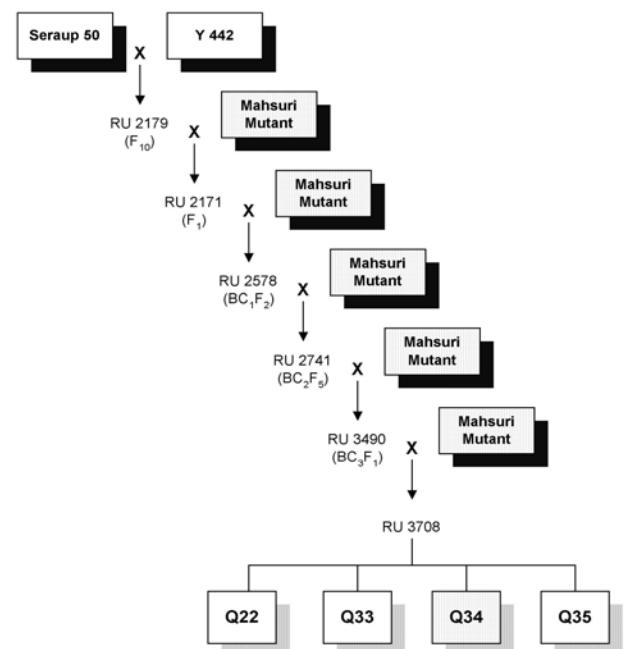 Seraup 50
X
Y 442
RU 2179
(F₁₀)
X
Mahsuri
Mutant
RU 2171
(F₁)
X
Mahsuri
Mutant
RU 2578
(BC₁F₂)
X
Mahsuri
Mutant
RU 2741
(BC₂F₅)
X
Mahsuri
Mutant
RU 3490
(BC₃F₁)
X
Mahsuri
Mutant
RU 3708
Q22
Q33
Q34
Q35